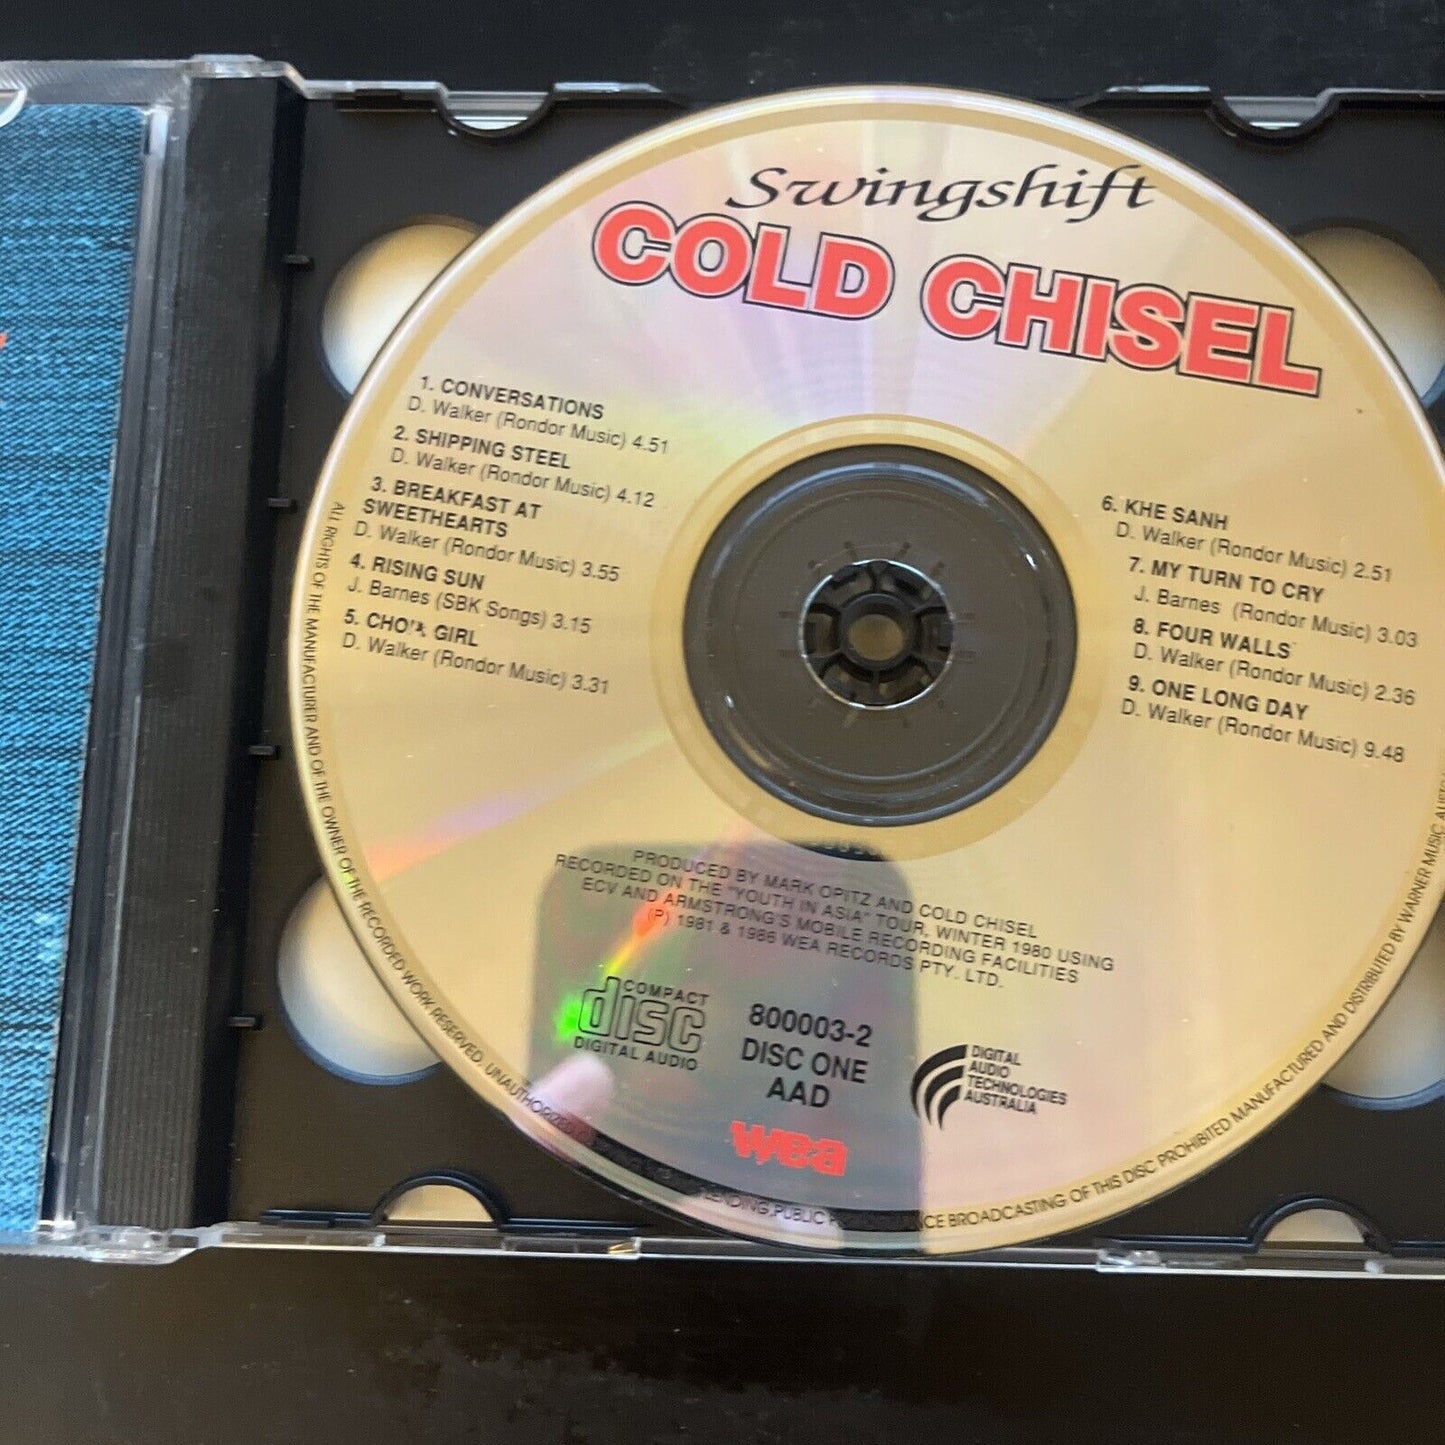 Swingshift
COLD CHISEL
1. CONVERSATIONS
D. Walker (Rondor Music) 4.51
2. SHIPPING STEEL
D. Walker (Rondor Music) 4.12
3. BREAKFAST AT
SWEETHEARTS
D. Walker (Rondor Music) 3.55
4. RISING SUN
J. Barnes (SBK Songs) 3.15
5. GIRL
D. Walker (Rondor Music) 3.31
6. KHE SANH
D. Walker (Rondor Music) 2.51
7. MY TURN TO CRY
J. Barnes (Rondor Music) 3.03
8. FOUR WALLS
D. Walker (Rondor Music) 2.36
9. ONE LONG DAY
D. Walker (Rondor Music) 9.48
PRODUCED BY MARK OPITZ AND COLD CHISEL
RECORDED ON THE "YOUTH IN ASIA" TOUR, WINTER 1980 USING
ECV AND ARMSTRONG'S MOBILE RECORDING FACILITIES
(P) 1981 & 1986 WEA RECORDS PTY. LTD.
COMPACT
disc
DIGITAL AUDIO
800003-2
DISC ONE
AAD
DIGITAL
AUDIO
TECHNOLOGIES
AUSTRALIA
wea
ALL RIGHTS OF THE MANUFACTURER AND OF THE OWNER OF THE RECORDED WORK RESERVED. UNAUTHORIZED LENDING PUBLIC BROADCASTING OF THIS DISC PROHIBITED MANUFACTURED AND DISTRIBUTED BY WARNER MUSIC